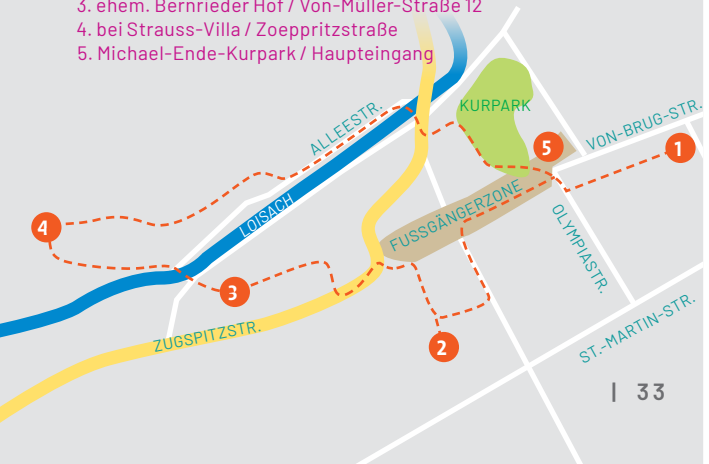 3. ehem. Bernrieder Hof / Von-Müller-Straße 12
4. bei Strauss-Villa / Zoeppritzstraße
5. Michael-Ende-Kurpark / Haupteingang
KURPARK
ALLEESTR.
VON-BRUG-STR.
5
1
LOISACH
FUSSGÄNGERZONE
4
OLYMPIASTR.
3
ZUGSPITZSTR.
2
ST.-MARTIN-STR.
| 33